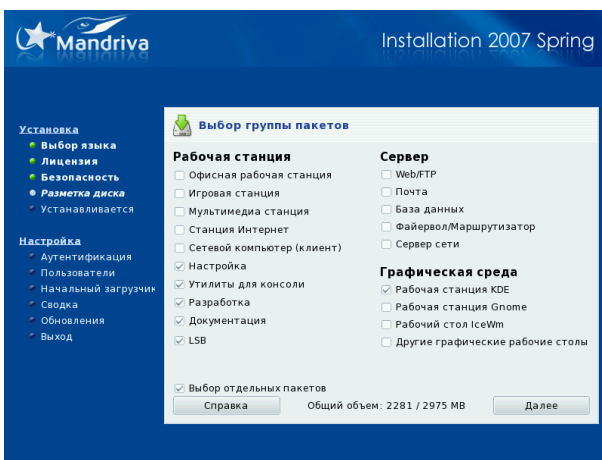 Mandriva
Installation 2007 Spring
Установка
Выбор языка
Лицензия
Безопасность
Разметка диска
Устанавливается
Настройка
Аутентификация
Пользователи
Начальный загрузчик
Сводка
Обновления
Выход
Выбор группы пакетов
Рабочая станция
Офисная рабочая станция
Игровая станция
Мультимедиа станция
Станция Интернет
Сетевой компьютер (клиент)
Настройка
Утилиты для консоли
Разработка
Документация
LSB
Сервер
Web/FTP
Почта
База данных
Файервол/Маршрутизатор
Сервер сети
Графическая среда
Рабочая станция KDE
Рабочая станция Gnome
Рабочий стол IceWm
Другие графические рабочие столы
Выбор отдельных пакетов
Справка
Общий объем: 2281 / 2975 MB
Далее